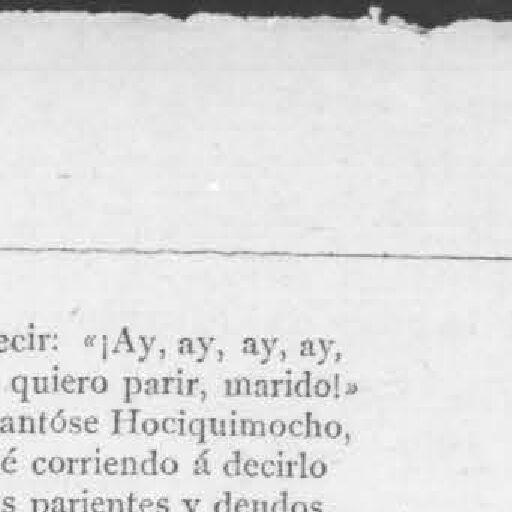 ecir: «¡Ay, ay, ay, ay,
quiero parir, marido!»
antóse Hociquimocho,
é corriendo á decirlo
s parientes y deudos